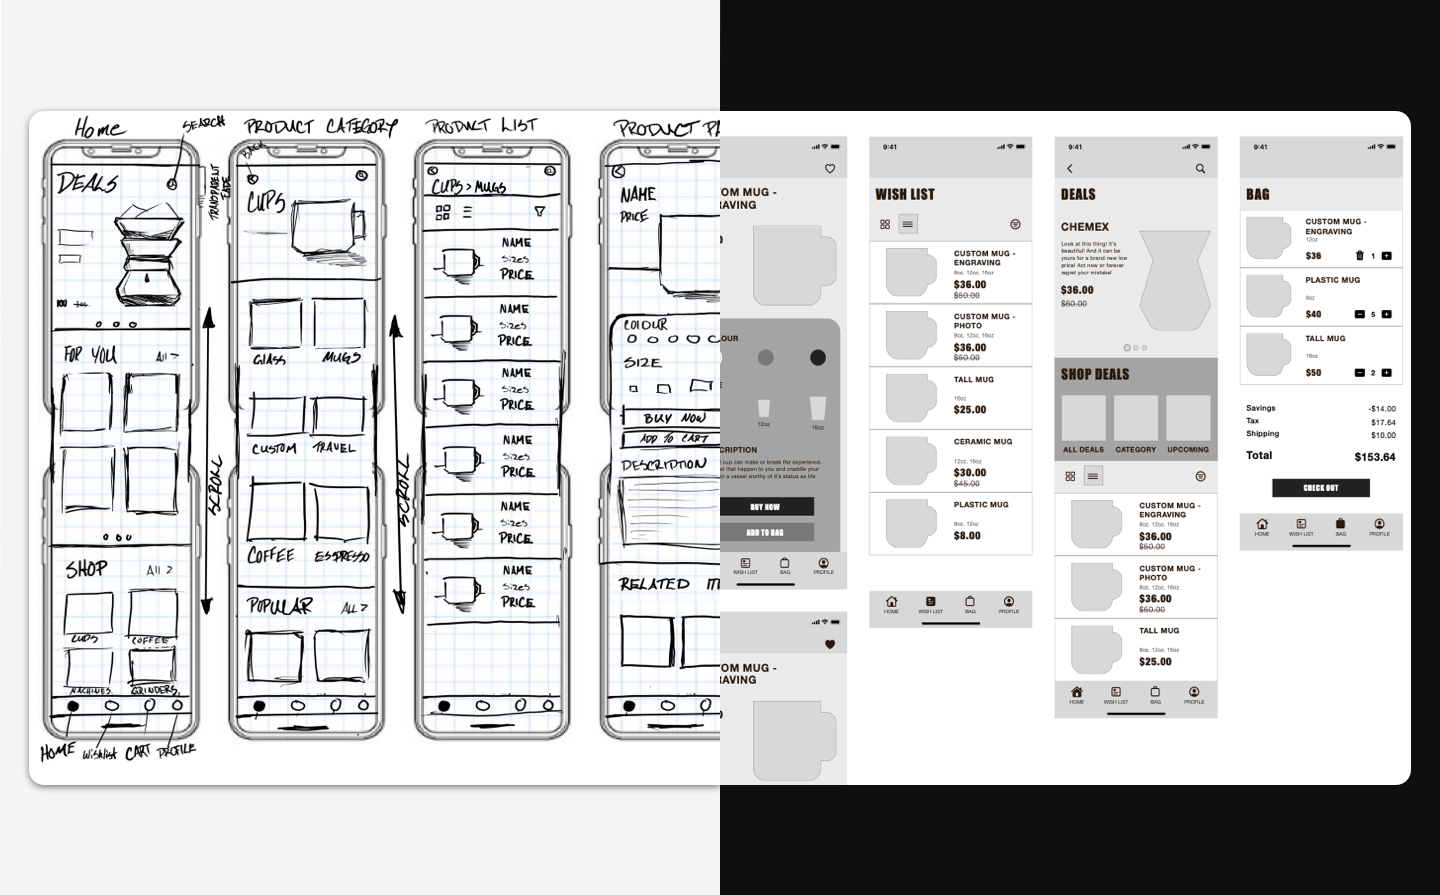 Home
SEARCH
TRANSPARENT
FADE
DEALS
FOR YOU
All >
SHOP
All >
CUPS
COFFEE
MACHINES
GRINDERS
HOME
Wishlist
CART
PROFILE
SCROLL
PRODUCT CATEGORY
BACK
CUPS
GLASS
MUGS
CUSTOM
TRAVEL
COFFEE
ESSPRESSO
POPULAR
ALL >
SCROLL
PRODUCT LIST
CUPS > MUGS
NAME
Sizes
PRICE
NAME
Sizes
PRICE
NAME
Sizes
PRICE
NAME
Sizes
PRICE
NAME
Sizes
PRICE
NAME
Sizes
PRICE
PRODUCT PA
NAME
PRICE
COLOUR
SIZE
BUY NOW
ADD TO CART
DESCRIPTION
RELATED ITE
OM MUG -
RAVING
OUR
12oz
16oz
CRIPTION
cup can make or break the experience.
at that happen to you and creddle your
n a vessel worthy of it's status as life
BUY NOW
ADD TO BAG
WISH LIST
BAG
PROFILE
OM MUG -
RAVING
9:41
WISH LIST
CUSTOM MUG -
ENGRAVING
8oz, 12oz, 16oz
$36.00
$50.00
CUSTOM MUG -
PHOTO
8oz, 12oz, 16oz
$36.00
$50.00
TALL MUG
16oz
$25.00
CERAMIC MUG
12oz, 16oz
$30.00
$45.00
PLASTIC MUG
8oz, 12oz
$8.00
HOME
WISH LIST
BAG
PROFILE
9:41
DEALS
CHEMEX
Look at this thing! It's
beautiful! And it can be
yours for a brand new low
price! Act now or forever
regret your mistake!
$36.00
$50.00
SHOP DEALS
ALL DEALS
CATEGORY
UPCOMING
CUSTOM MUG -
ENGRAVING
8oz, 12oz, 16oz
$36.00
$50.00
CUSTOM MUG -
PHOTO
8oz, 12oz, 16oz
$36.00
$50.00
TALL MUG
8oz, 12oz, 16oz
$25.00
HOME
WISH LIST
BAG
PROFILE
9:41
BAG
CUSTOM MUG -
ENGRAVING
12oz
$36
1
PLASTIC MUG
8oz
$40
5
TALL MUG
16oz
$50
2
Savings -$14.00
Tax $17.64
Shipping $10.00
Total $153.64
CHECK OUT
HOME
WISH LIST
BAG
PROFILE